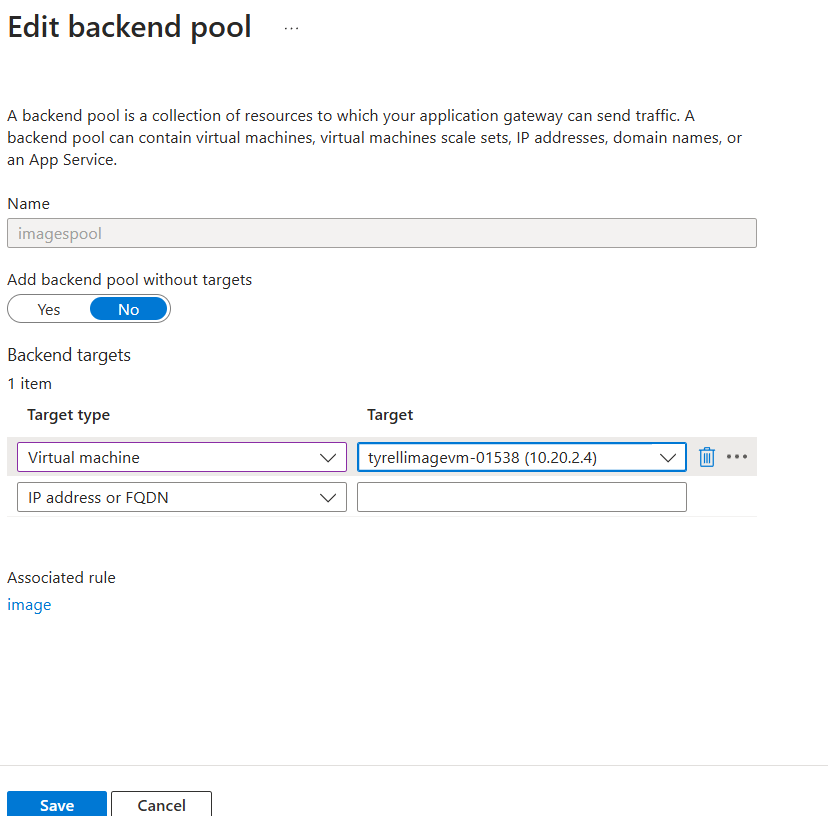 Edit backend pool ...
A backend pool is a collection of resources to which your application gateway can send traffic. A
backend pool can contain virtual machines, virtual machines scale sets, IP addresses, domain names, or
an App Service.
Name
imagespool
Add backend pool without targets
Yes No
Backend targets
1 item
Target type Target
Virtual machine tyrellimagevm-01538 (10.20.2.4)
IP address or FQDN
Associated rule
image
Save Cancel